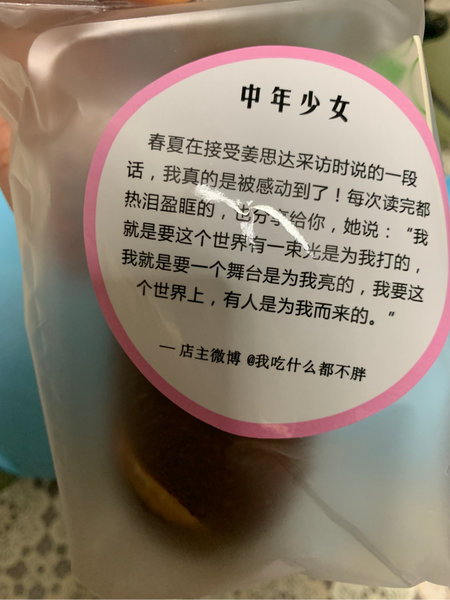 中年少女
春夏在接受姜思达采访时说的一段
话，我真的是被感动到了！每次读完都
热泪盈眶的，也分享给你，她说：“我
就是要这个世界有一束光是为我打的，
我就是要一个舞台是为我亮的，我要这
个世界上，有人是为我而来的。”
— 店主微博 @我吃什么都不胖